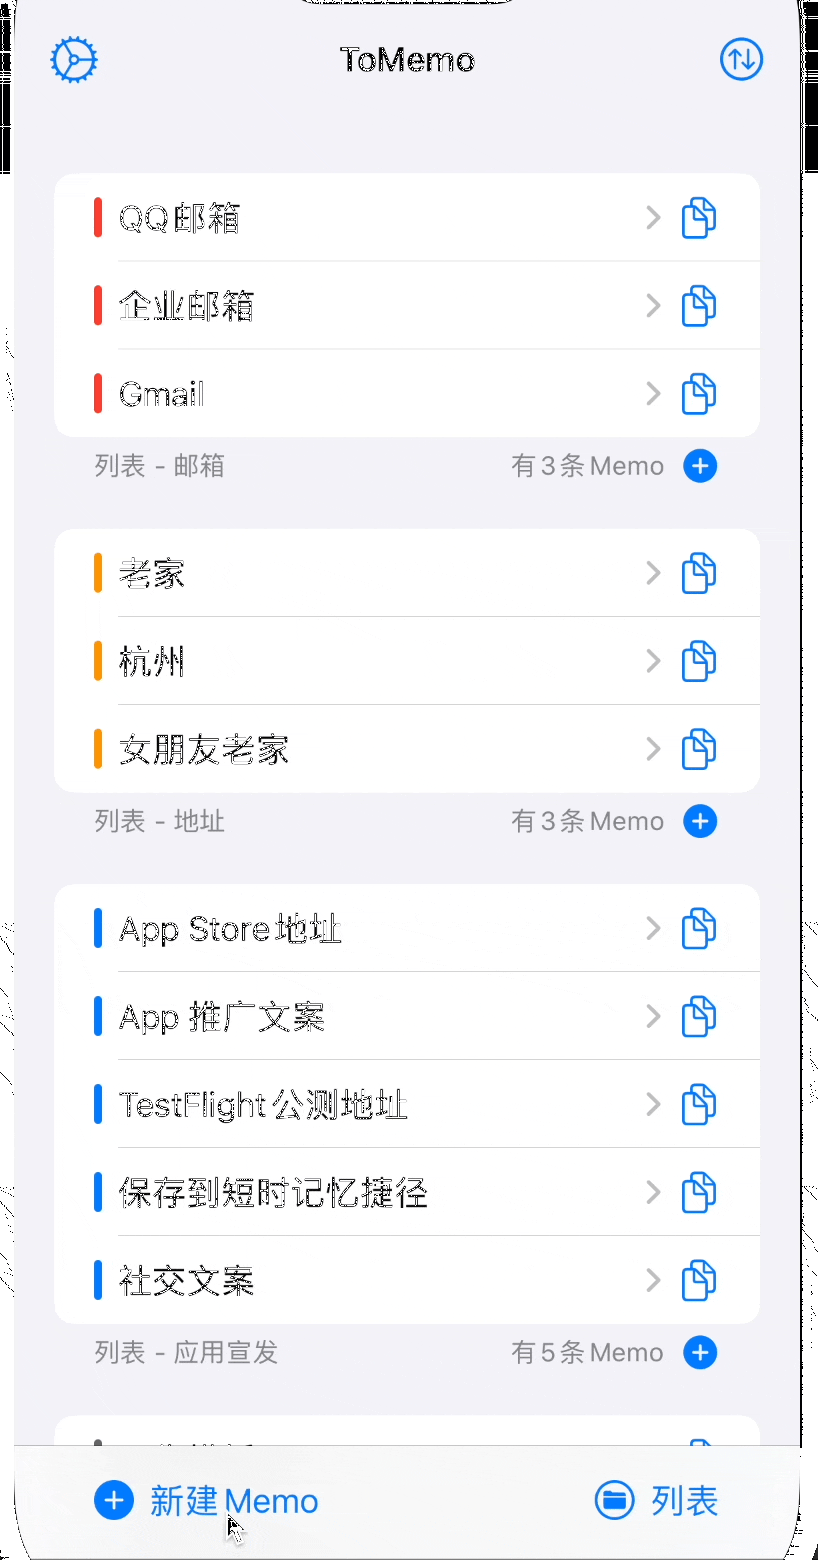 ToMemo
QQ邮箱
企业邮箱
Gmail
列表 - 邮箱 有3条Memo
老家
杭州
女朋友老家
列表 - 地址 有3条Memo
App Store地址
App 推广文案
TestFlight公测地址
保存到短时记忆捷径
社交文案
列表 - 应用宣发 有5条Memo
新建Memo 列表